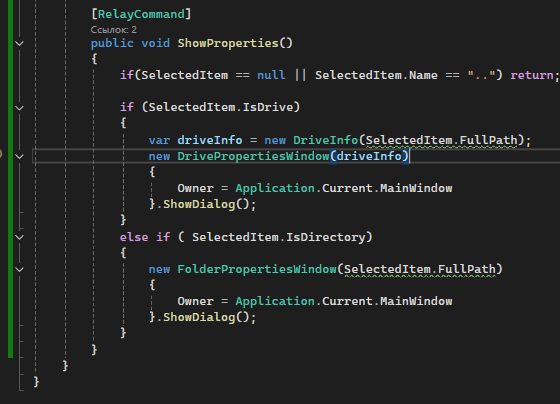 [RelayCommand]
Ссылок: 2
public void ShowProperties()
{
if(SelectedItem == null || SelectedItem.Name == "..") return;
if (SelectedItem.IsDrive)
{
var driveInfo = new DriveInfo(SelectedItem.FullPath);
new DrivePropertiesWindow(driveInfo)
{
Owner = Application.Current.MainWindow
}.ShowDialog();
}
else if ( SelectedItem.IsDirectory)
{
new FolderPropertiesWindow(SelectedItem.FullPath)
{
Owner = Application.Current.MainWindow
}.ShowDialog();
}
}
}
}